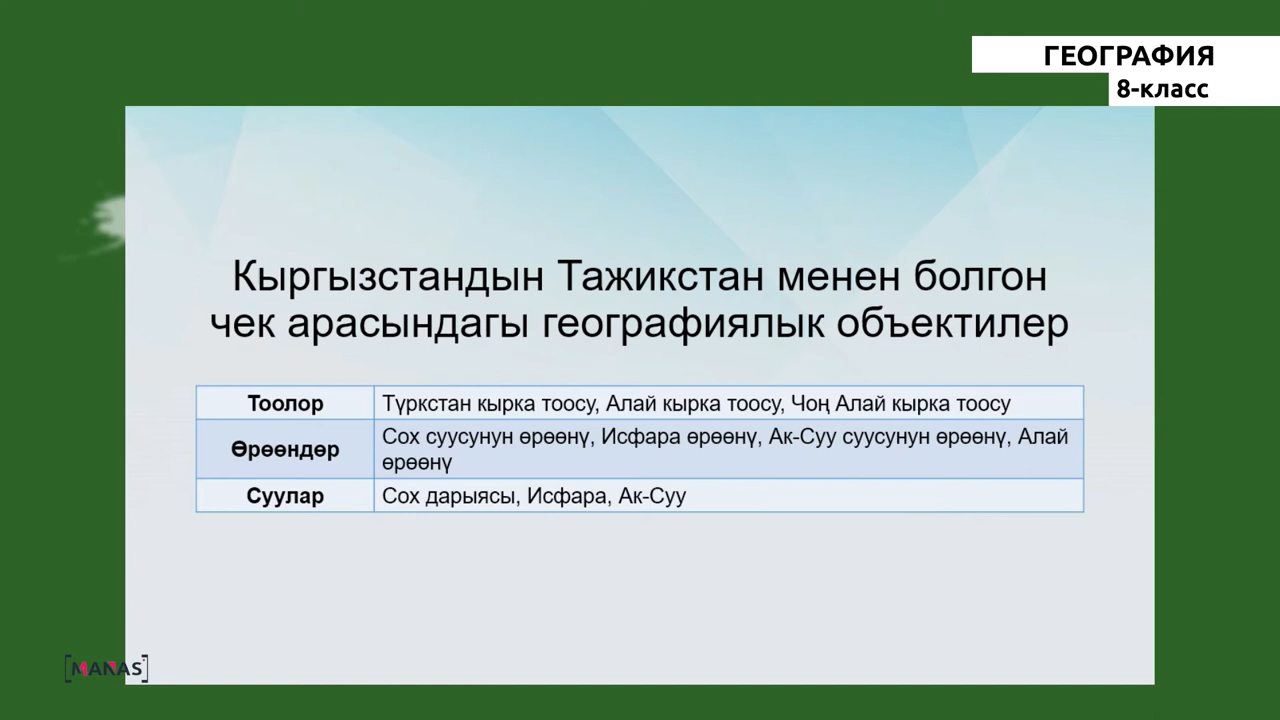 ГЕОГРАФИЯ
8-класс
Кыргызстандын Тажикстан менен болгон
чек арасындагы географиялык объектилер
Тоолор Түркстан кырка тоосу, Алай кырка тоосу, Чоң Алай кырка тоосу
Өрөөндөр Сох суусунун өрөөнү, Исфара өрөөнү, Ак-Суу суусунун өрөөнү, Алай
өрөөнү
Суулар Сох дарыясы, Исфара, Ак-Суу
[MANAS]